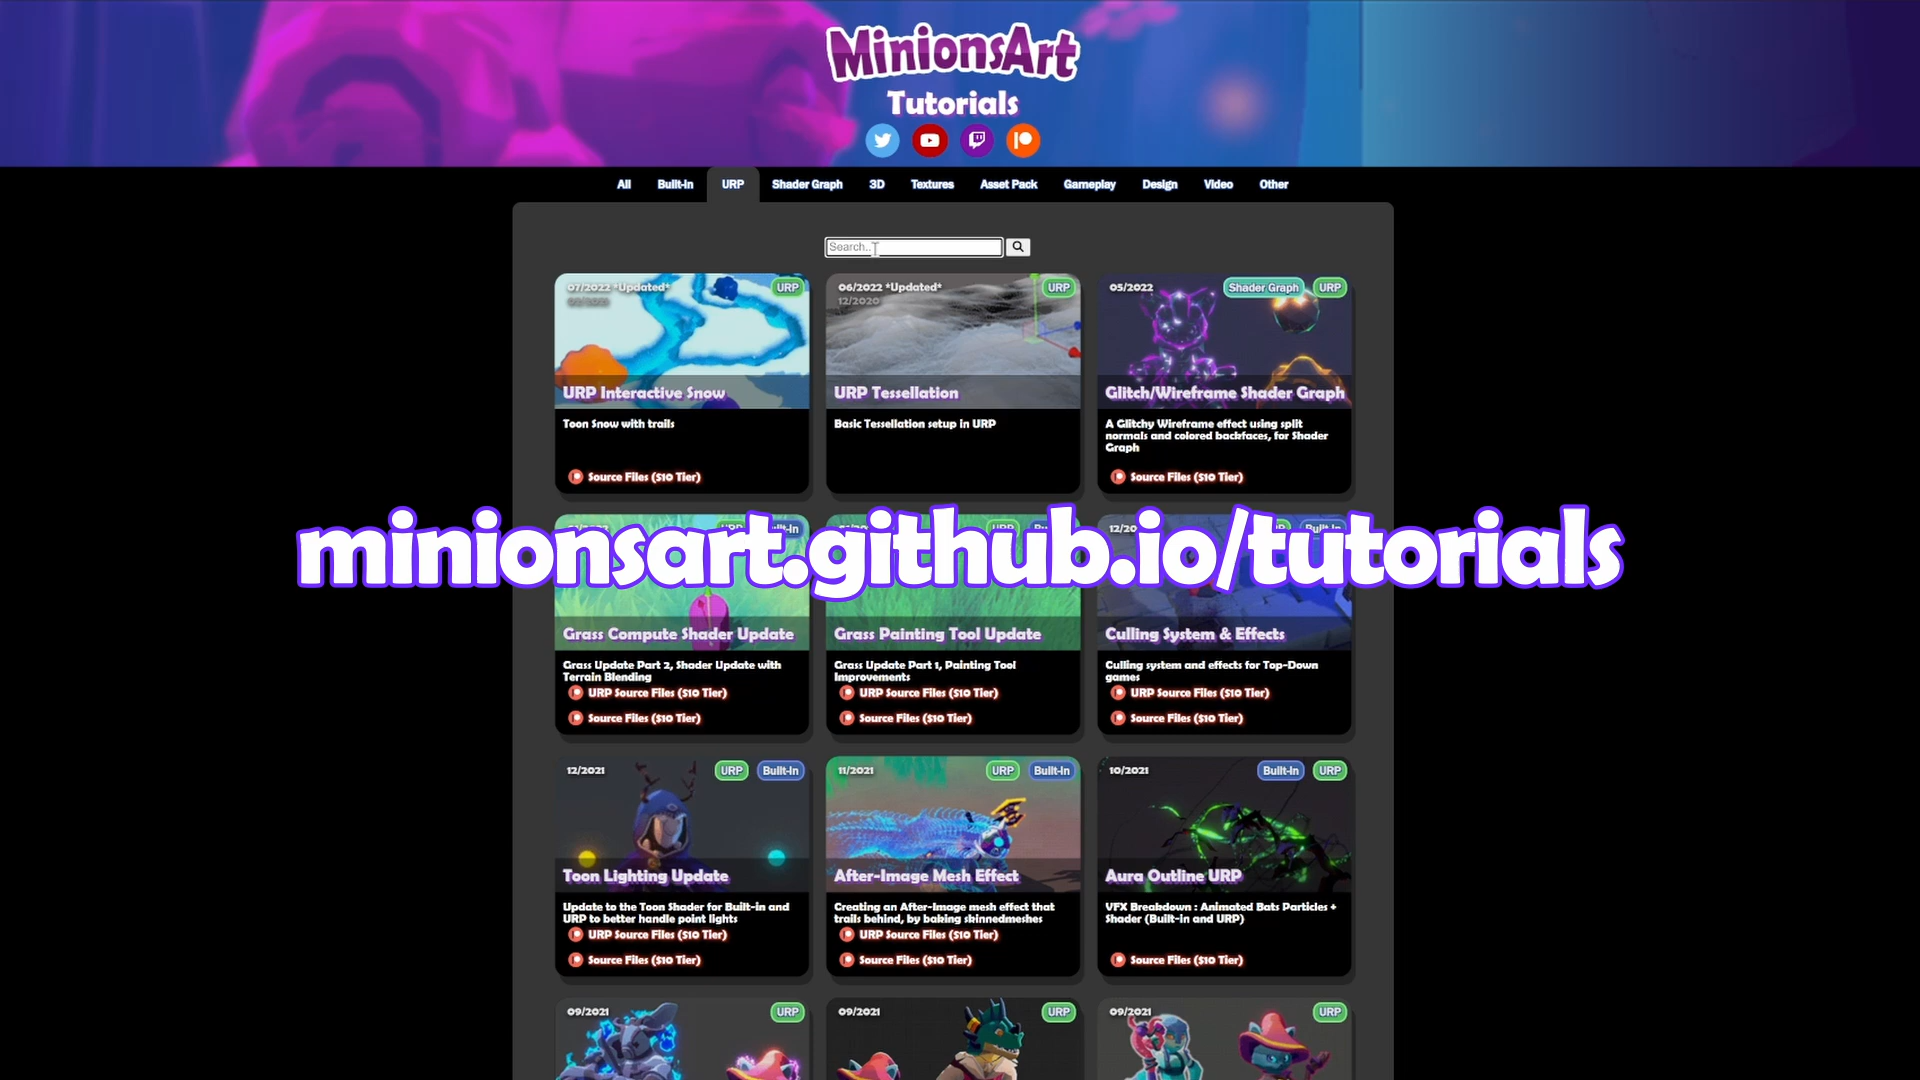 MinionsArt
Tutorials
All Built-in URP Shader Graph 3D Textures Asset Pack Gameplay Design Video Other
Search..
07/2022 *Updated*
URP
URP Interactive Snow
Toon Snow with trails
Source Files ($10 Tier)
06/2022 *Updated*
12/2020
URP
URP Tessellation
Basic Tessellation setup in URP
05/2022
Shader Graph
URP
Glitch/Wireframe Shader Graph
A Glitchy Wireframe effect using split
normals and colored backfaces, for Shader
Graph
Source Files ($10 Tier)
minionsart.github.io/tutorials
Grass Compute Shader Update
Grass Update Part 2, Shader Update with
Terrain Blending
URP Source Files ($10 Tier)
Source Files ($10 Tier)
Grass Painting Tool Update
Grass Update Part 1, Painting Tool
Improvements
URP Source Files ($10 Tier)
Source Files ($10 Tier)
Culling System & Effects
Culling system and effects for Top-Down
games
URP Source Files ($10 Tier)
Source Files ($10 Tier)
12/2021
URP
Built-in
Toon Lighting Update
Update to the Toon Shader for Built-in and
URP to better handle point lights
URP Source Files ($10 Tier)
Source Files ($10 Tier)
11/2021
URP
Built-in
After-Image Mesh Effect
Creating an After-Image mesh effect that
trails behind, by baking skinnedmeshes
URP Source Files ($10 Tier)
Source Files ($10 Tier)
10/2021
Built-in
URP
Aura Outline URP
VFX Breakdown : Animated Bats Particles +
Shader (Built-in and URP)
Source Files ($10 Tier)
09/2021
URP
09/2021
URP
09/2021
URP